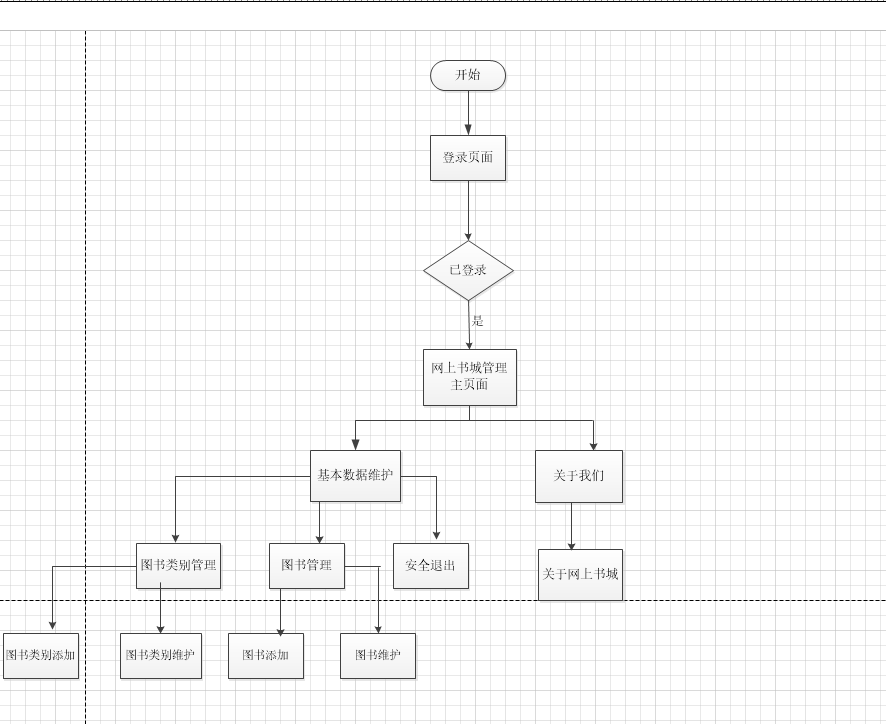 开始
登录页面
已登录
是
网上书城管理
主页面
基本数据维护
关于我们
图书类别管理
图书管理
安全退出
关于网上书城
图书类别添加
图书类别维护
图书添加
图书维护